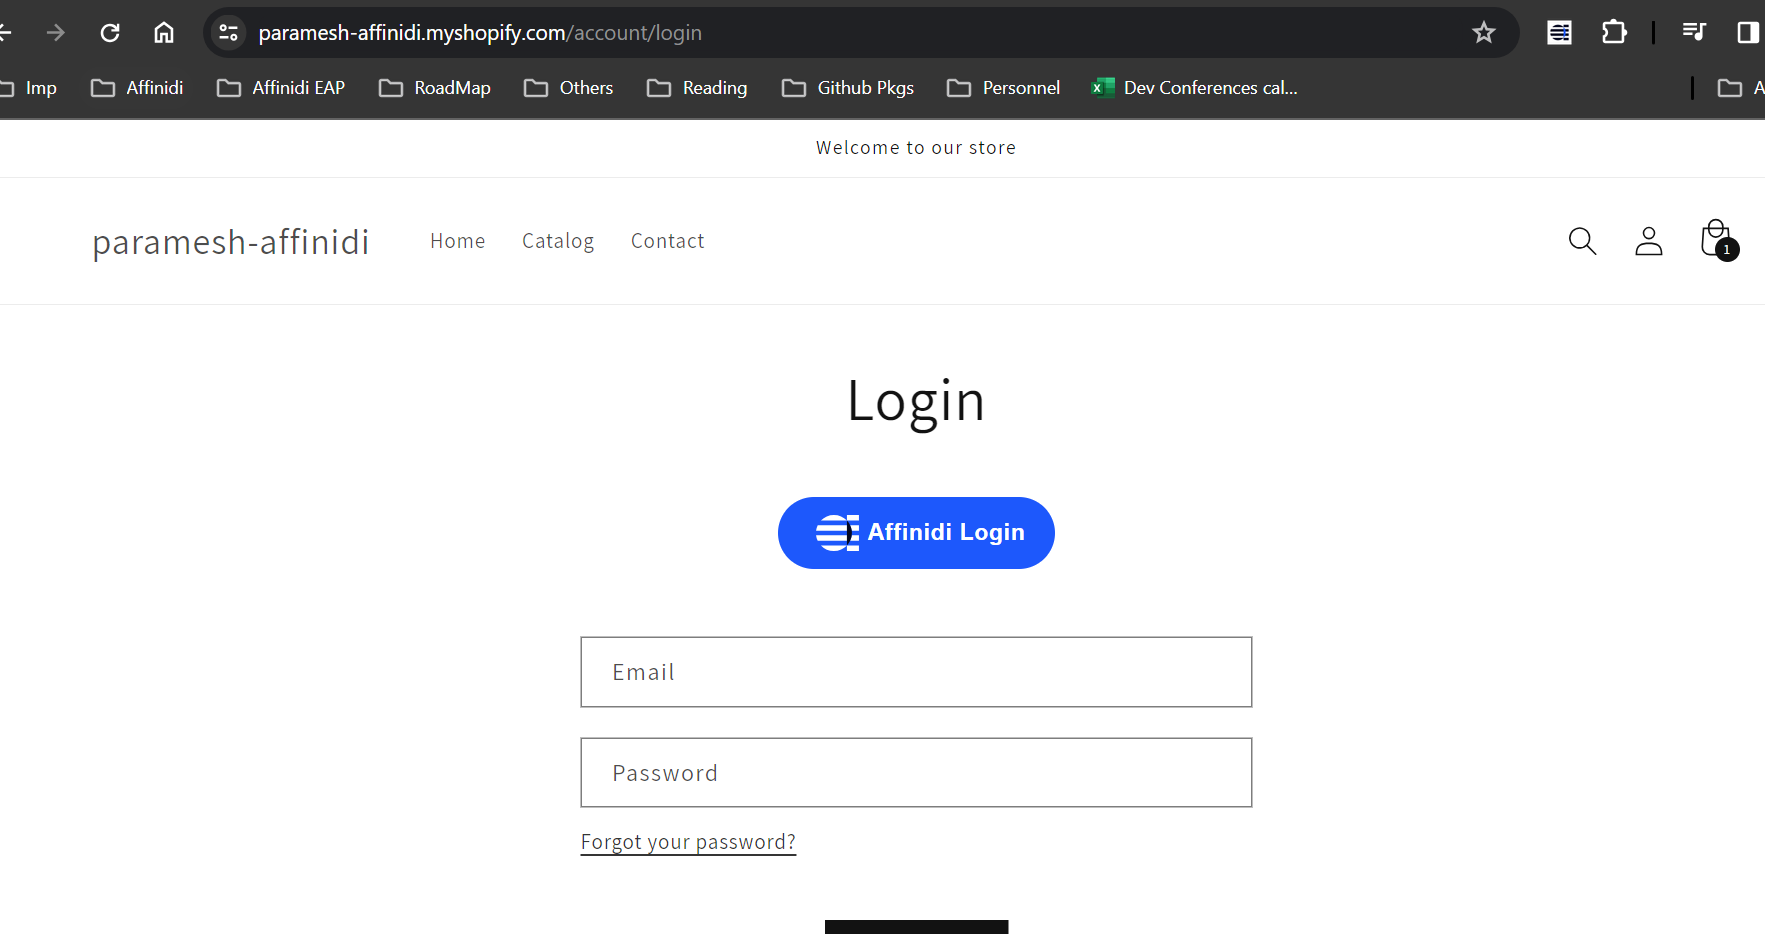 paramesh-affinidi.myshopify.com/account/login
Imp Affinidi Affinidi EAP RoadMap Others Reading Github Pkgs Personnel Dev Conferences cal... A
Welcome to our store
paramesh-affinidi Home Catalog Contact 1
Login
Affinidi Login
Email
Password
Forgot your password?